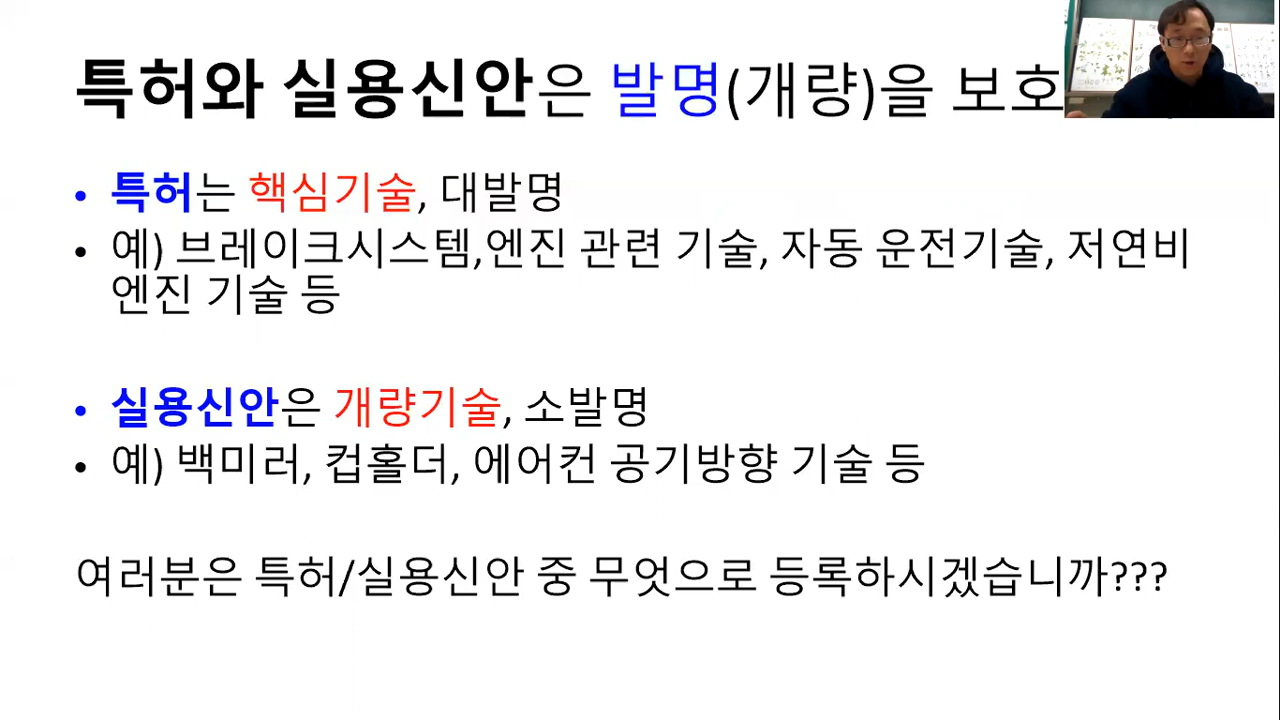 특허와 실용신안은 발명(개량)을 보호
• 특허는 핵심기술, 대발명
• 예) 브레이크시스템,엔진 관련 기술, 자동 운전기술, 저연비
엔진 기술 등
• 실용신안은 개량기술, 소발명
• 예) 백미러, 컵홀더, 에어컨 공기방향 기술 등
여러분은 특허/실용신안 중 무엇으로 등록하시겠습니까???